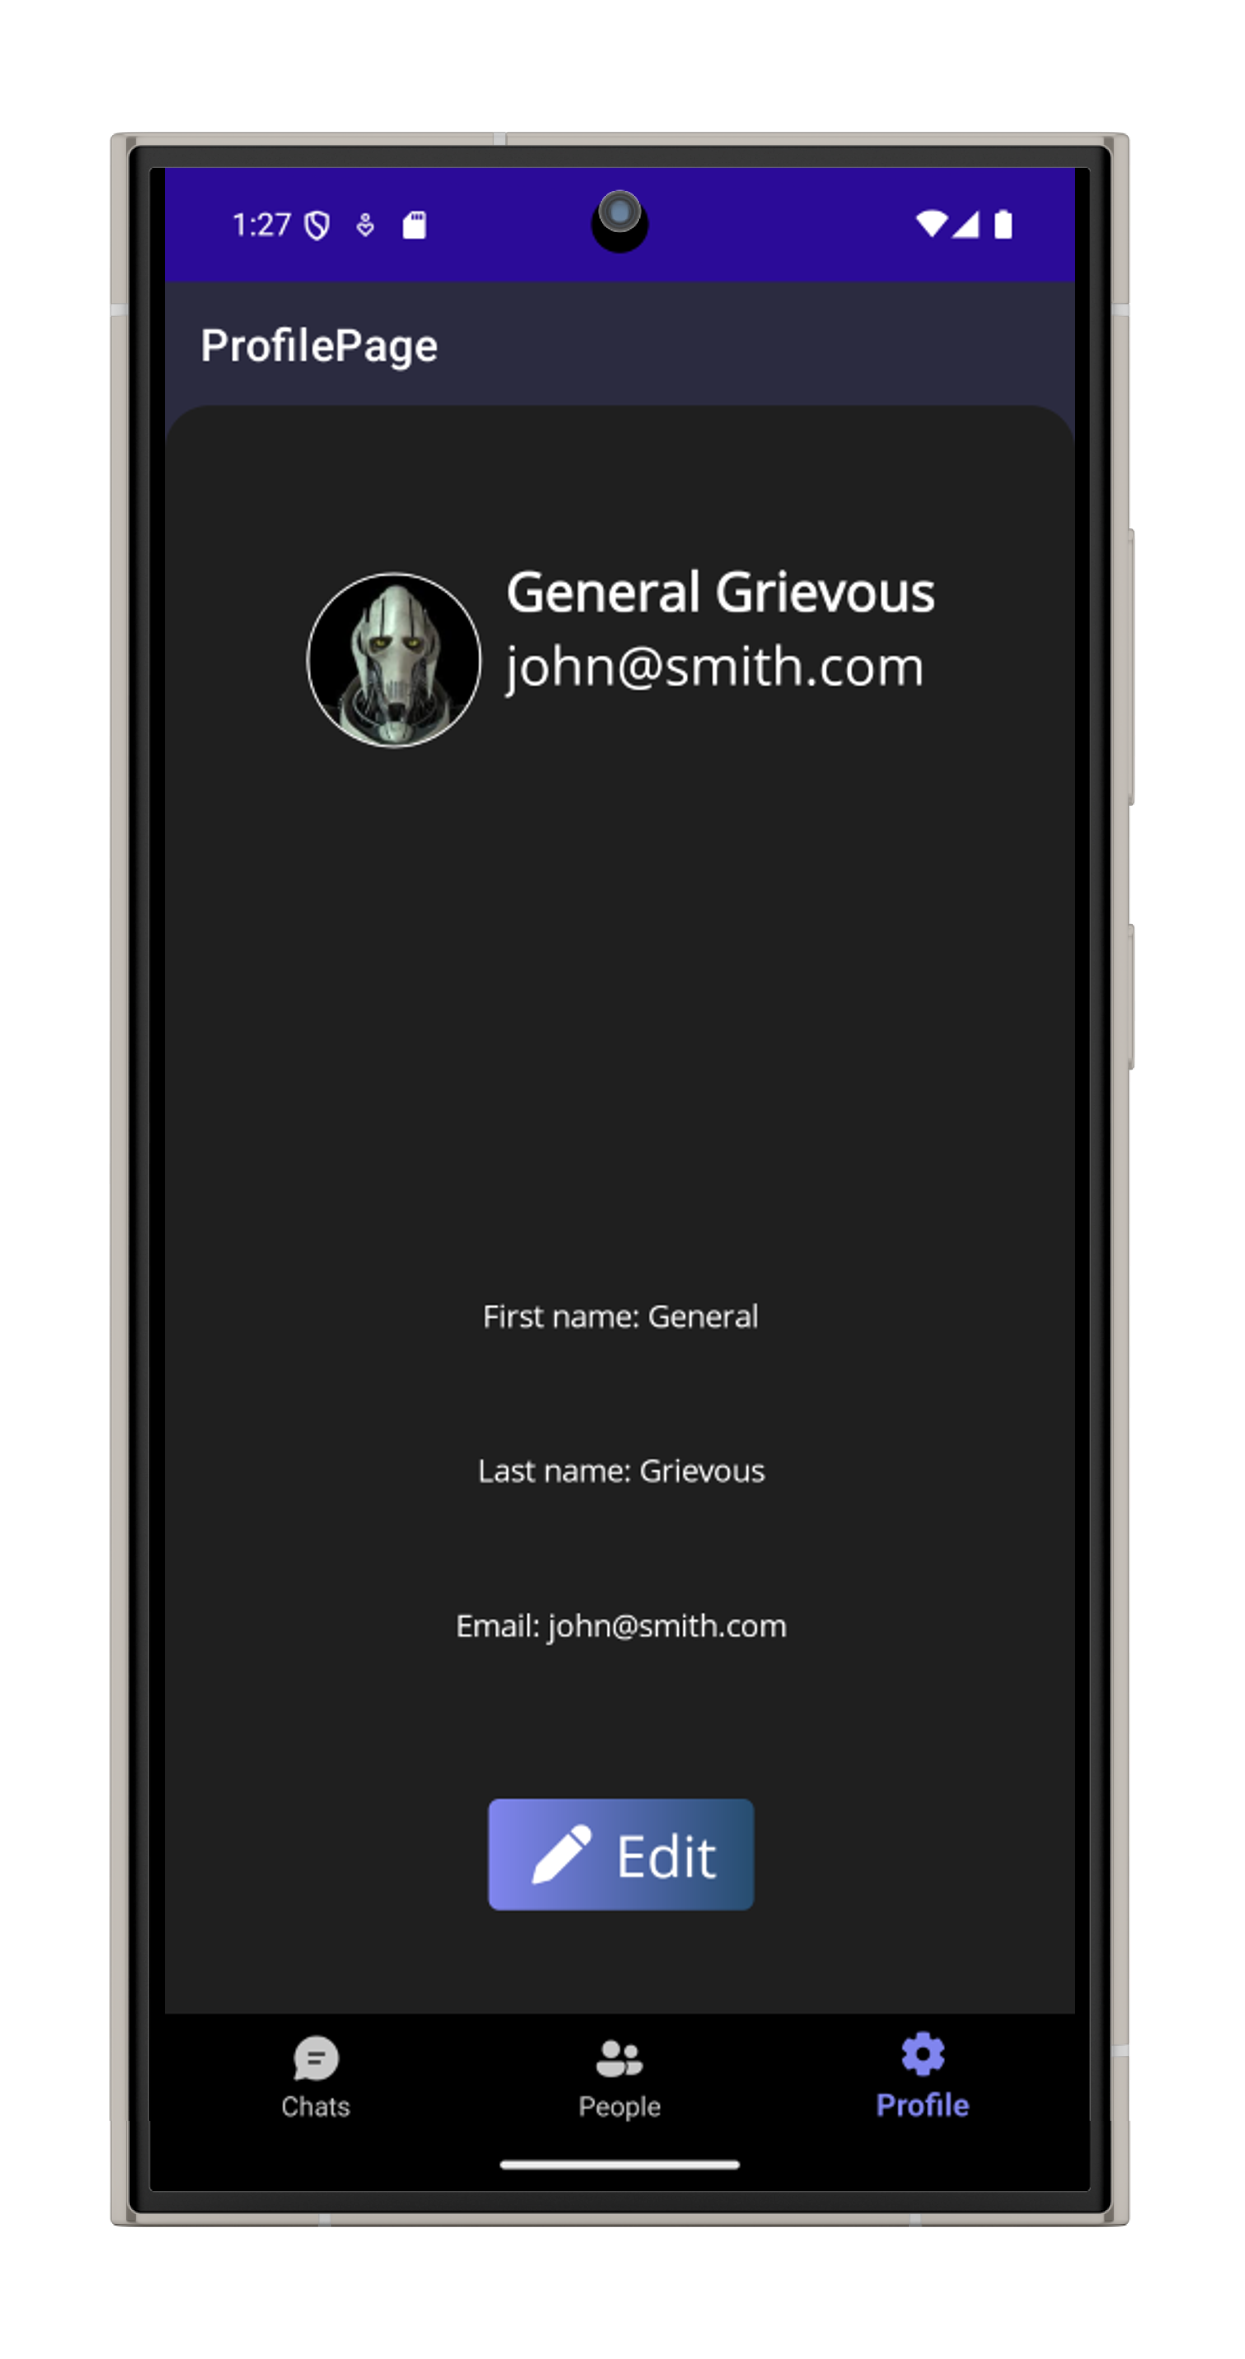 1:27
ProfilePage
General Grievous
john@smith.com
First name: General
Last name: Grievous
Email: john@smith.com
Edit
Chats People Profile